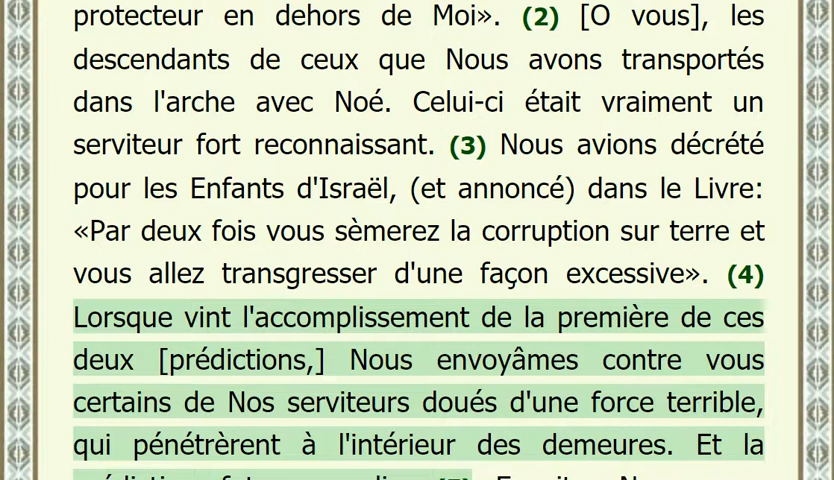 protecteur en dehors de Moi». (2) [O vous], les
descendants de ceux que Nous avons transportés
dans l'arche avec Noé. Celui-ci était vraiment un
serviteur fort reconnaissant. (3) Nous avions décrété
pour les Enfants d'Israël, (et annoncé) dans le Livre:
«Par deux fois vous sèmerez la corruption sur terre et
vous allez transgresser d'une façon excessive». (4)
Lorsque vint l'accomplissement de la première de ces
deux [prédictions,] Nous envoyâmes contre vous
certains de Nos serviteurs doués d'une force terrible,
qui pénétrèrent à l'intérieur des demeures. Et la